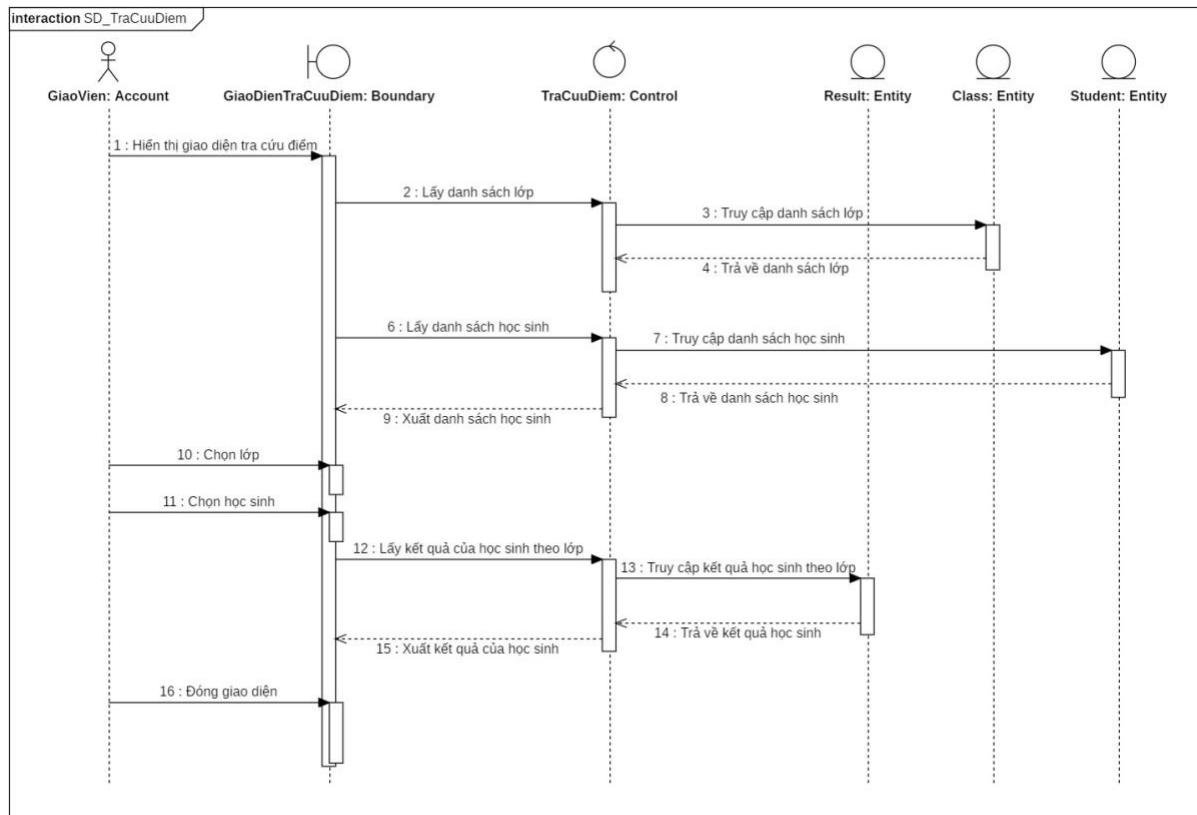 interaction SD_TraCuuDiem
GiaoVien: Account
GiaoDienTraCuuDiem: Boundary
TraCuuDiem: Control
Result: Entity
Class: Entity
Student: Entity
1 : Hiển thị giao diện tra cứu điểm
2 : Lấy danh sách lớp
3 : Truy cập danh sách lớp
4 : Trả về danh sách lớp
6 : Lấy danh sách học sinh
7 : Truy cập danh sách học sinh
8 : Trả về danh sách học sinh
9 : Xuất danh sách học sinh
10 : Chọn lớp
11 : Chọn học sinh
12 : Lấy kết quả của học sinh theo lớp
13 : Truy cập kết quả học sinh theo lớp
14 : Trả về kết quả học sinh
15 : Xuất kết quả của học sinh
16 : Đóng giao diện